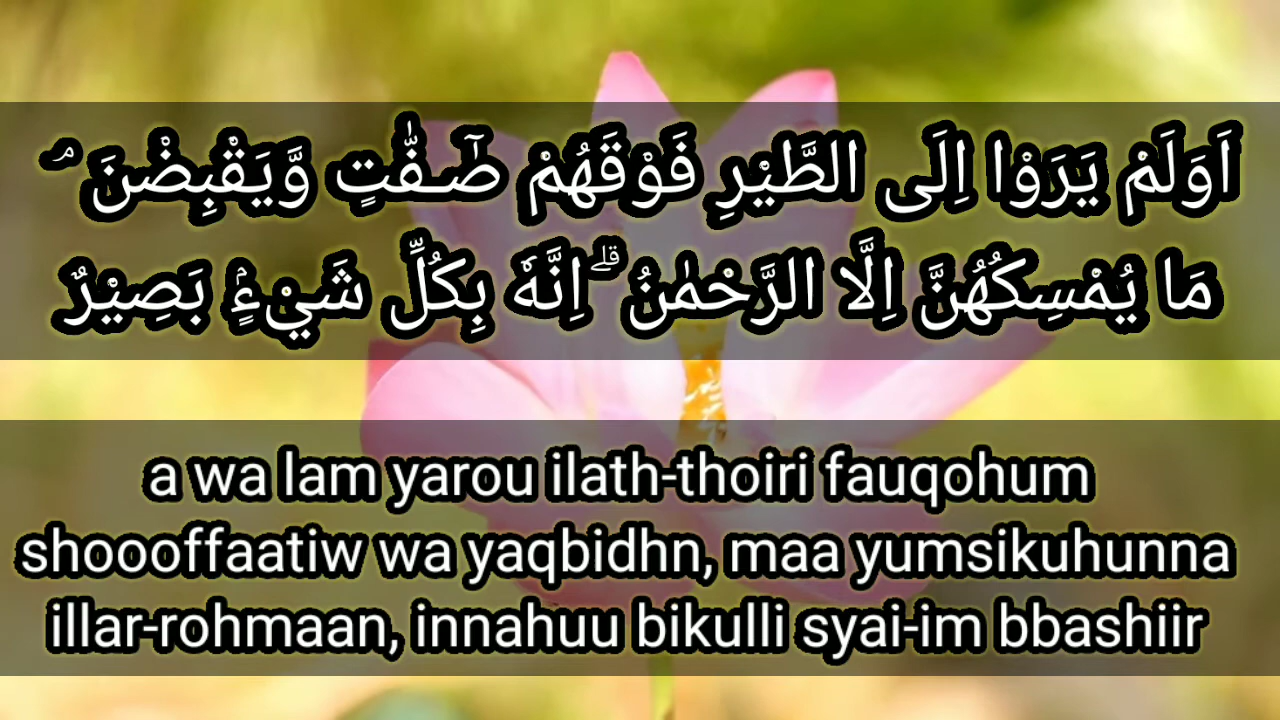 اَوَلَمْ يَرَوْا اِلَى الطَّيْرِ فَوْقَهُمْ صٰۤفّٰتٍ وَّيَقْبِضْنَ ۘ
مَا يُمْسِكُهُنَّ اِلَّا الرَّحْمٰنُ ۗ اِنَّهٗ بِكُلِّ شَيْءٍۢ بَصِيْرٌ
a wa lam yarou ilath-thoiri fauqohum
shoooffaatiw wa yaqbidhn, maa yumsikuhunna
illar-rohmaan, innahuu bikulli syai-im bbashiir